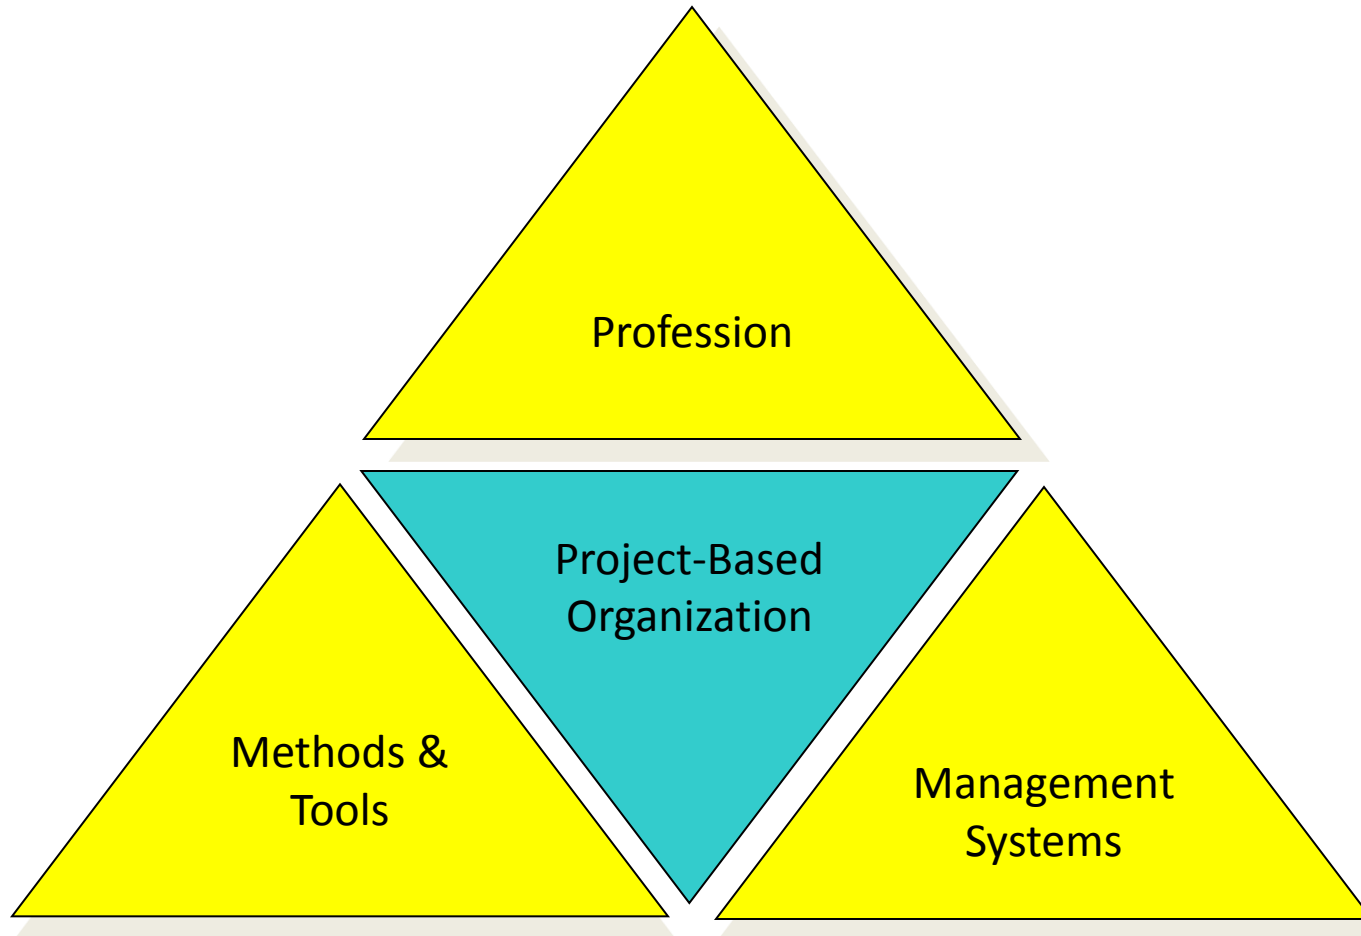 Profession
Project-Based
Organization
Methods &
Tools
Management
Systems